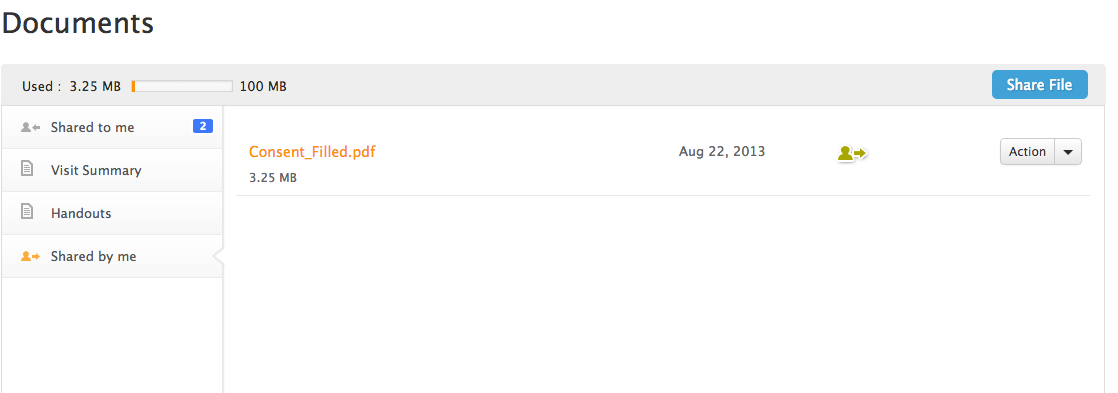 Documents
Used : 3.25 MB 100 MB Share File
Shared to me 2
Visit Summary
Handouts
Shared by me
Consent_Filled.pdf Aug 22, 2013 Action
3.25 MB